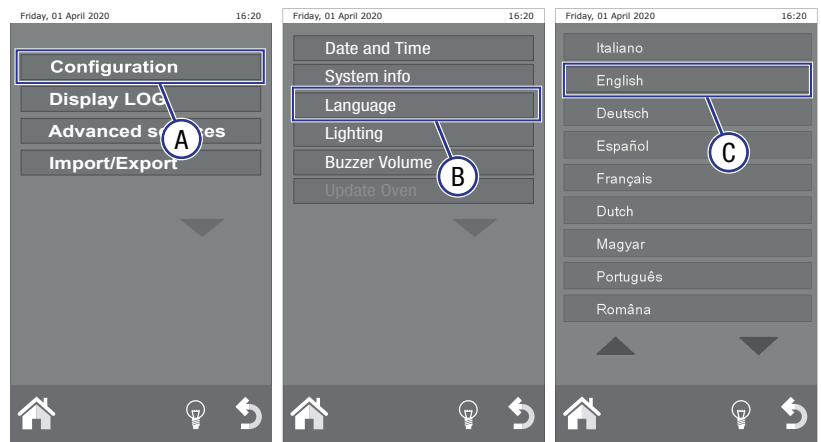 Friday, 01 April 2020 16:20
Configuration
Display LOG
Advanced
Import/Export
A
Friday, 01 April 2020 16:20
Date and Time
System info
Language
Lighting
Buzzer Volume
Update Oven
B
Friday, 01 April 2020 16:20
Italiano
English
Deutsch
Español
Français
Dutch
Magyar
Português
Româna
C